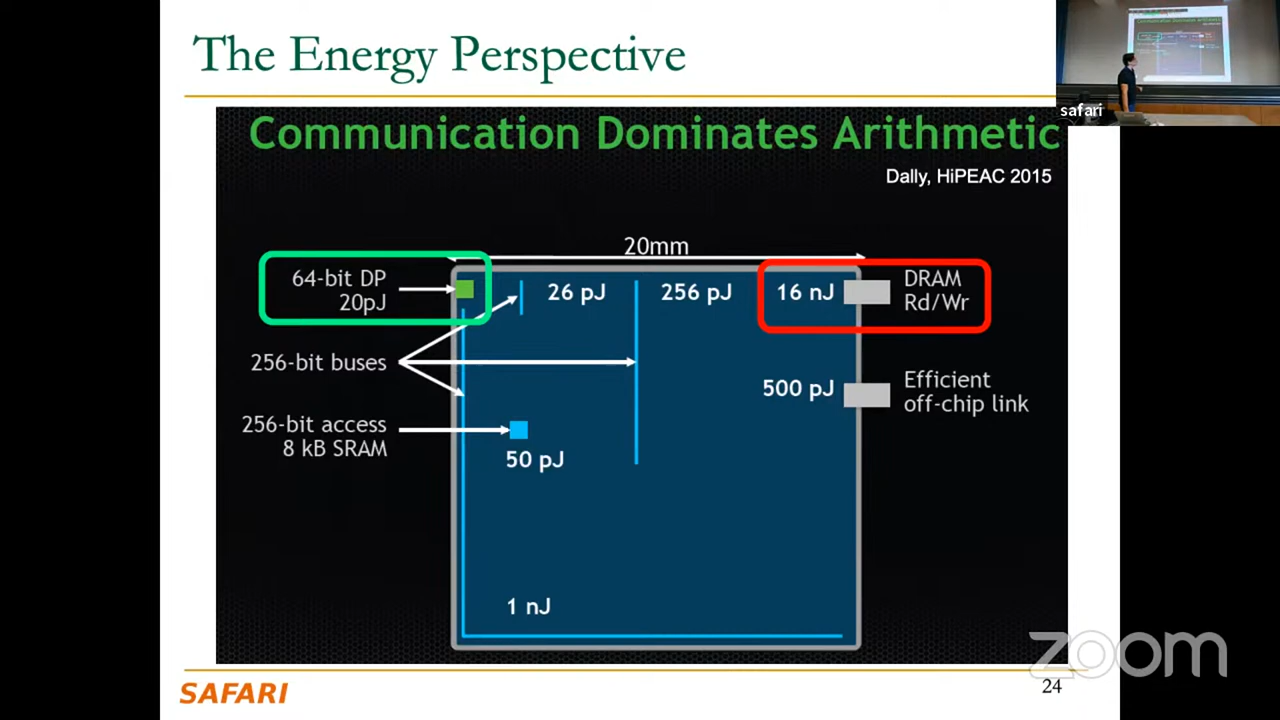 The Energy Perspective
safari
Communication Dominates Arithmetic
Dally, HiPEAC 2015
20mm
64-bit DP
20pJ
26 pJ
256 pJ
16 nJ
DRAM
Rd/Wr
256-bit buses
500 pJ
Efficient
off-chip link
256-bit access
8 kB SRAM
50 pJ
1 nJ
zoom
SAFARI
24